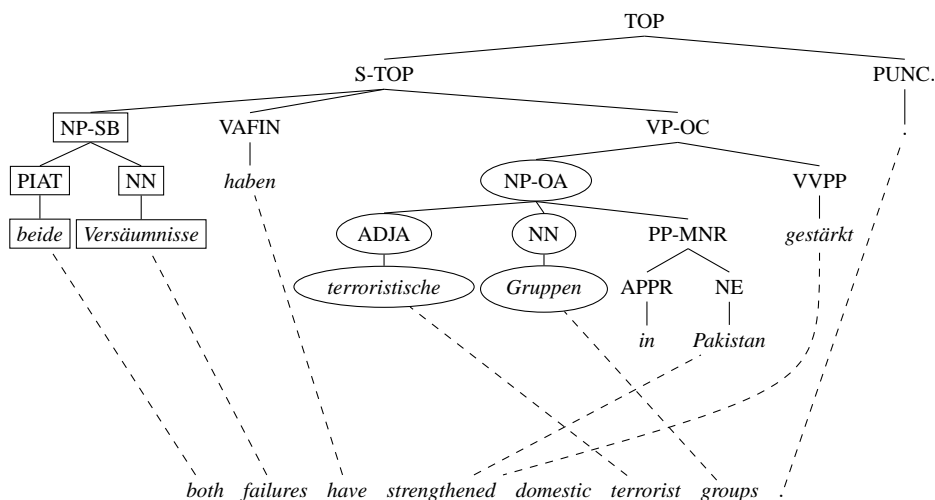 TOP
S-TOP PUNC.
NP-SB VAFIN VP-OC .
PIAT NN haben NP-OA VVPP
beide Versäumnisse ADJA NN PP-MNR gestärkt
terroristische Gruppen APPR NE
in Pakistan
both failures have strengthened domestic terrorist groups .